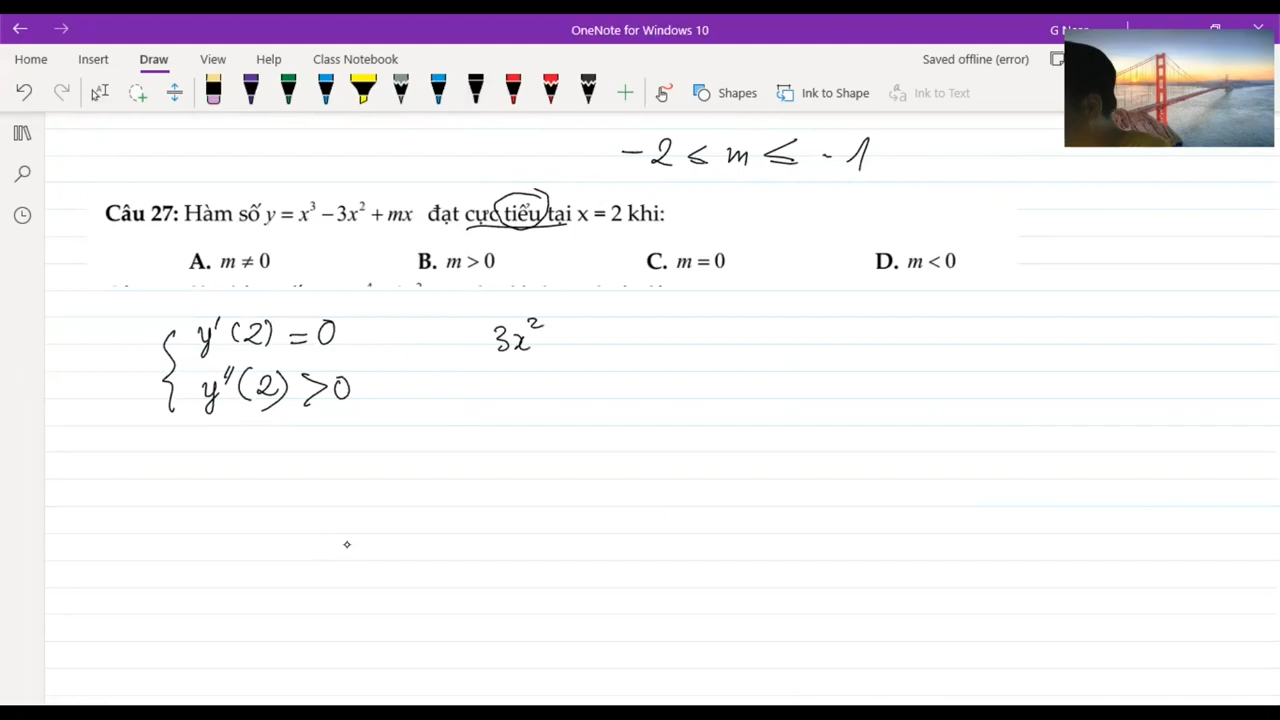 OneNote for Windows 10
Home Insert Draw View Help Class Notebook Saved offline (error)
Shapes Ink to Shape Ink to Text
-2 ≤ m ≤ -1
Câu 27: Hàm số y = x³ − 3x² + mx đạt cực tiểu tại x = 2 khi:
A. m ≠ 0 B. m > 0 C. m = 0 D. m < 0
y'(2) = 0 3x²
y''(2) > 0